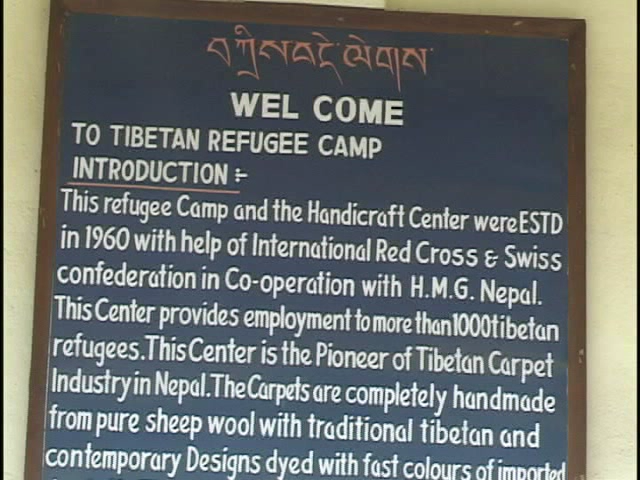 བཀྲིས་བདེ་ལེགས་
WEL COME
TO TIBETAN REFUGEE CAMP
INTRODUCTION :-
This refugee Camp and the Handicraft Center were ESTD
in 1960 with help of International Red Cross & Swiss
confederation in Co-operation with H.M.G. Nepal.
This Center provides employment to more than 1000 tibetan
refugees. This Center is the Pioneer of Tibetan Carpet
Industry in Nepal. The Carpets are completely handmade
from pure sheep wool with traditional tibetan and
contemporary Designs dyed with fast colours of imported